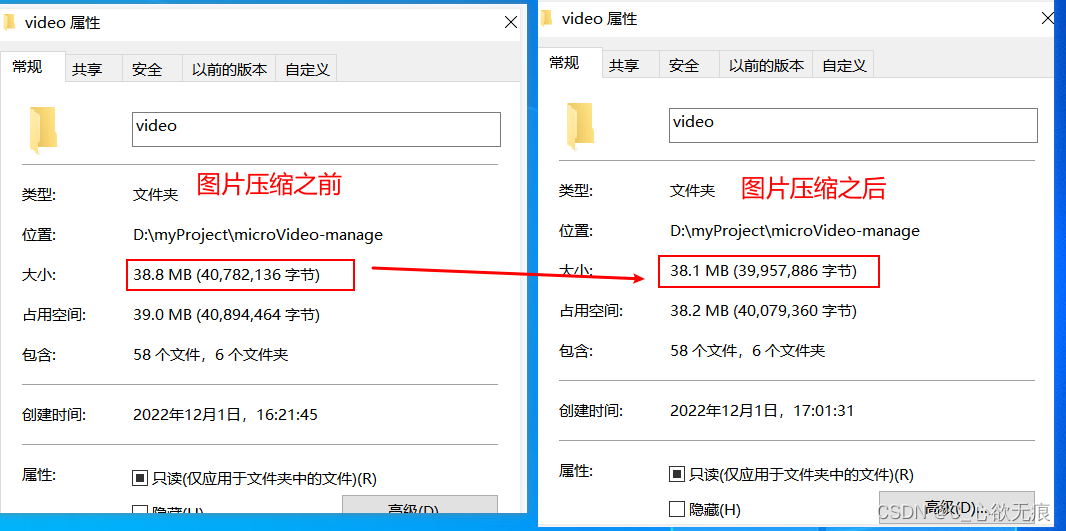 video 属性
常规
共享
安全
以前的版本
自定义
video
图片压缩之前
类型:
文件夹
位置:
D:\myProject\microVideo-manage
大小:
38.8 MB (40,782,136 字节)
占用空间:
39.0 MB (40,894,464 字节)
包含:
58 个文件，6 个文件夹
创建时间:
2022年12月1日，16:21:45
属性:
只读(仅应用于文件夹中的文件)(R)
隐藏(H)
高级(D)...
video 属性
常规
共享
安全
以前的版本
自定义
video
图片压缩之后
类型:
文件夹
位置:
D:\myProject\microVideo-manage
大小:
38.1 MB (39,957,886 字节)
占用空间:
38.2 MB (40,079,360 字节)
包含:
58 个文件，6 个文件夹
创建时间:
2022年12月1日，17:01:31
属性:
只读(仅应用于文件夹中的文件)(R)
隐藏(H)
高级(D)...
CSDN
心欲无痕